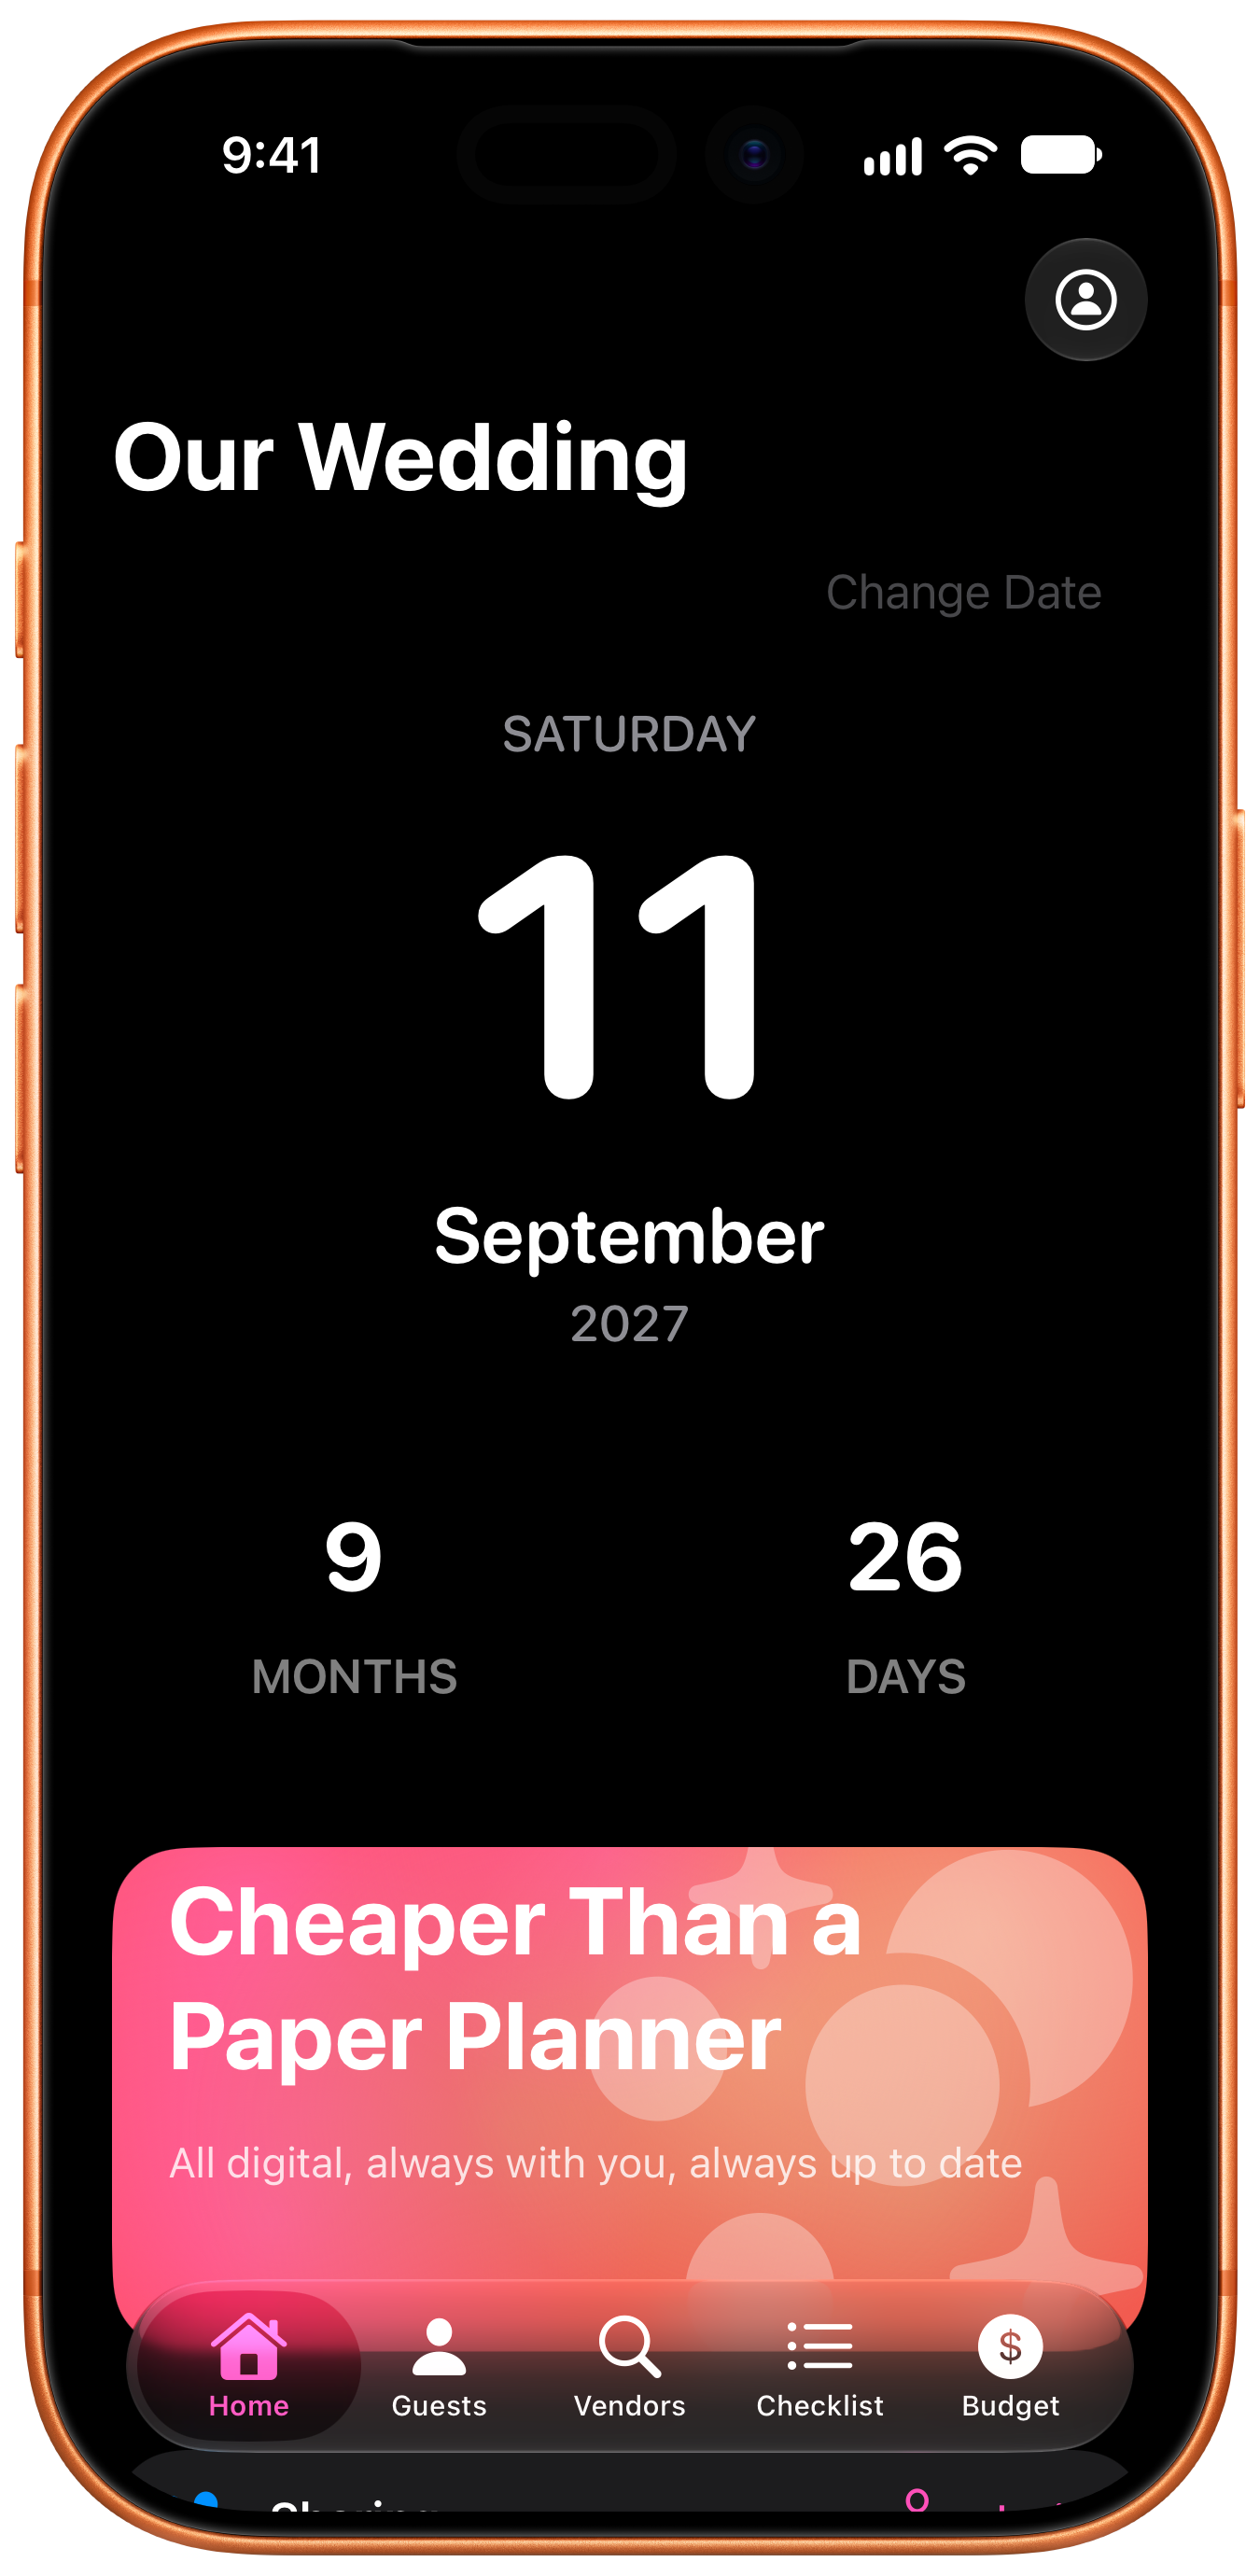 9:41
Our Wedding
Change Date
SATURDAY
11
September
2027
9
26
MONTHS
DAYS
Cheaper Than a
Paper Planner
All digital, always with you, always up to date
Home
Guests
Vendors
Checklist
$
Budget